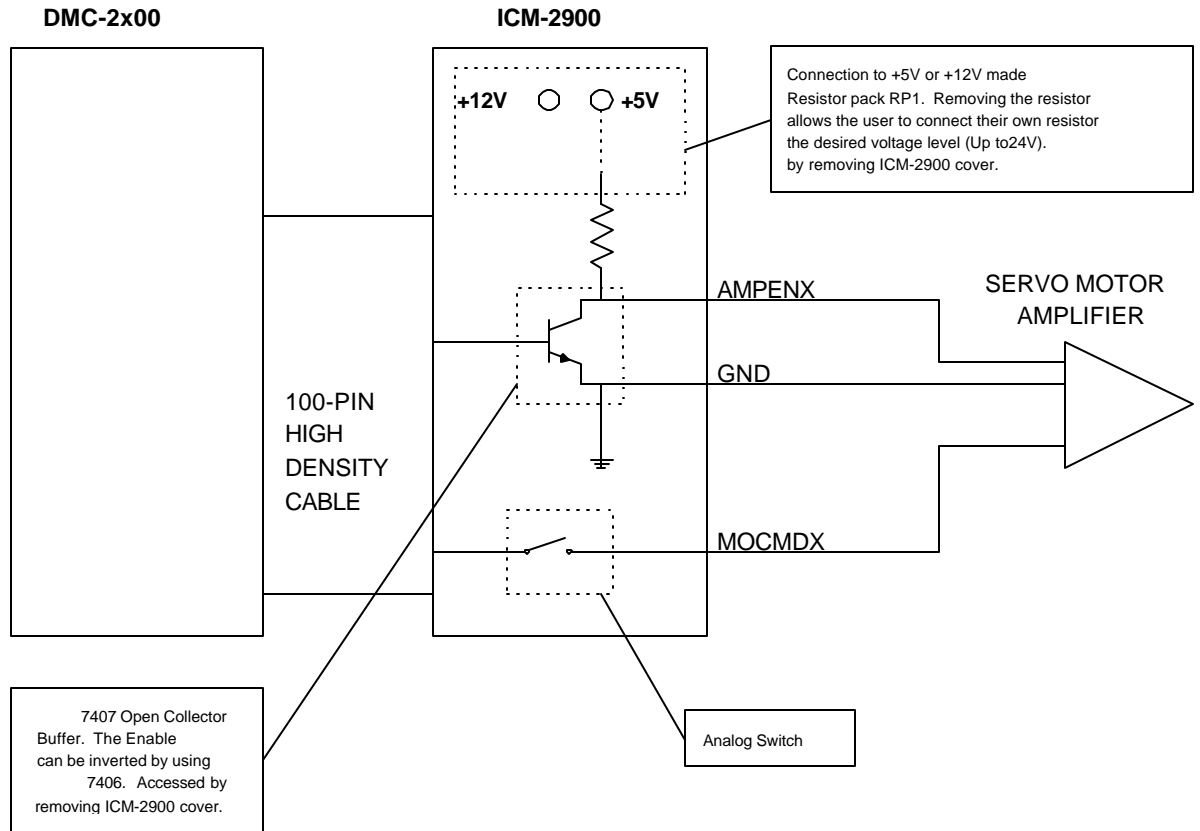 DMC-2x00
ICM-2900
+12V
+5V
Connection to +5V or +12V made
Resistor pack RP1. Removing the resistor
allows the user to connect their own resistor
the desired voltage level (Up to24V).
by removing ICM-2900 cover.
AMPENX
SERVO MOTOR
AMPLIFIER
GND
100-PIN
HIGH
DENSITY
CABLE
MOCMDX
7407 Open Collector
Buffer. The Enable
can be inverted by using
7406. Accessed by
removing ICM-2900 cover.
Analog Switch